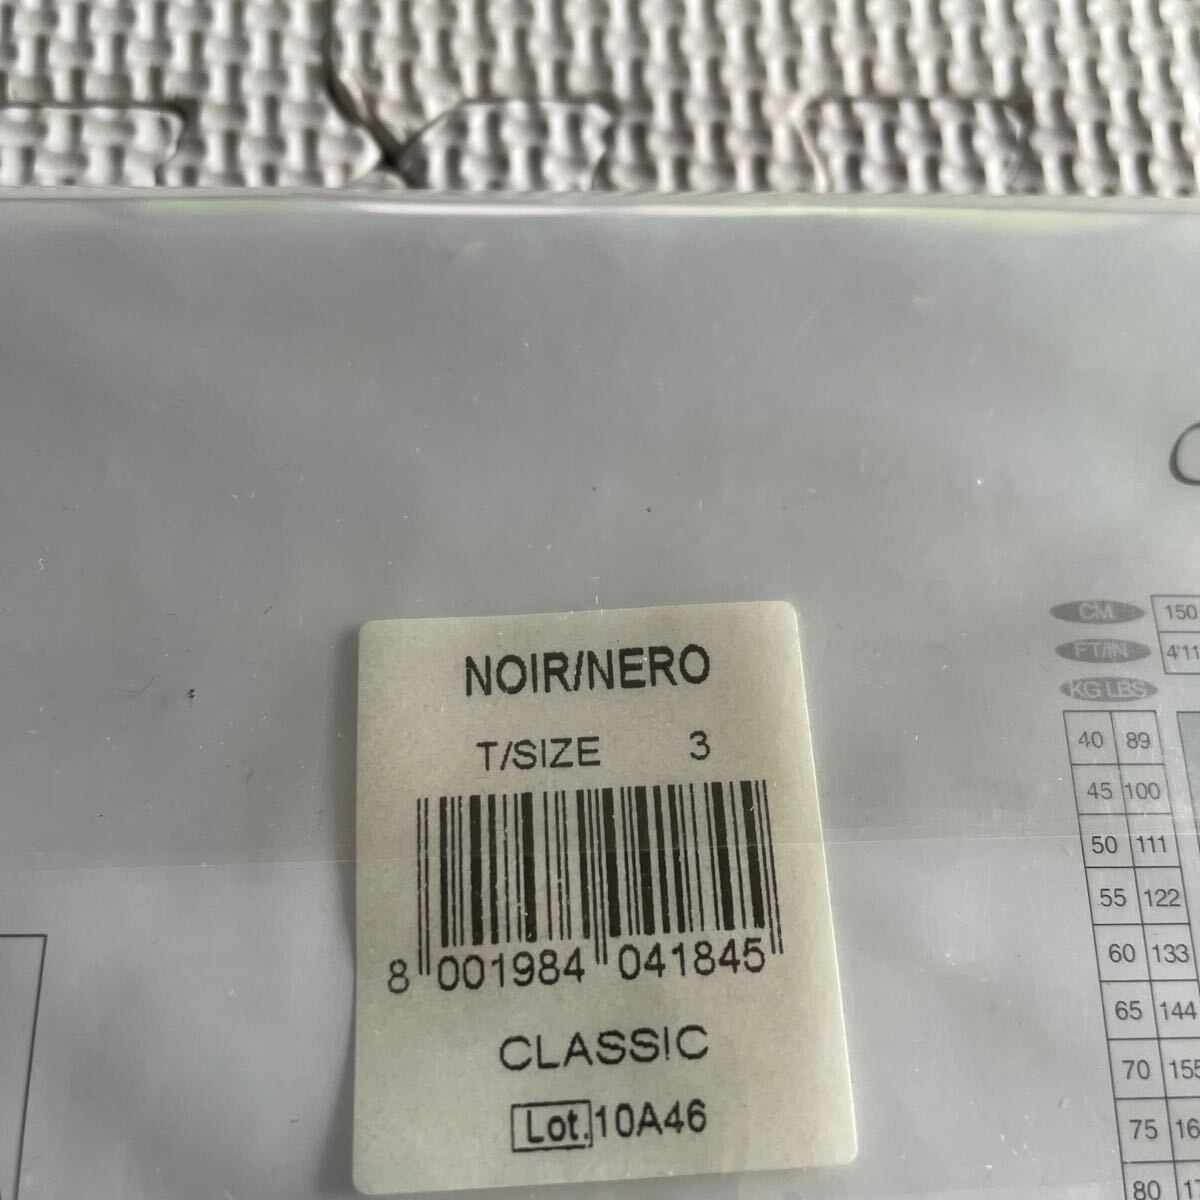 NOIR/NERO
T/SIZE 3
8 001984 041845
CLASSIC
Lot. 10A46
CM 150
FT/IN 4'11
KG LBS
40 89
45 100
50 111
55 122
60 133
65 144
70 155
75
80